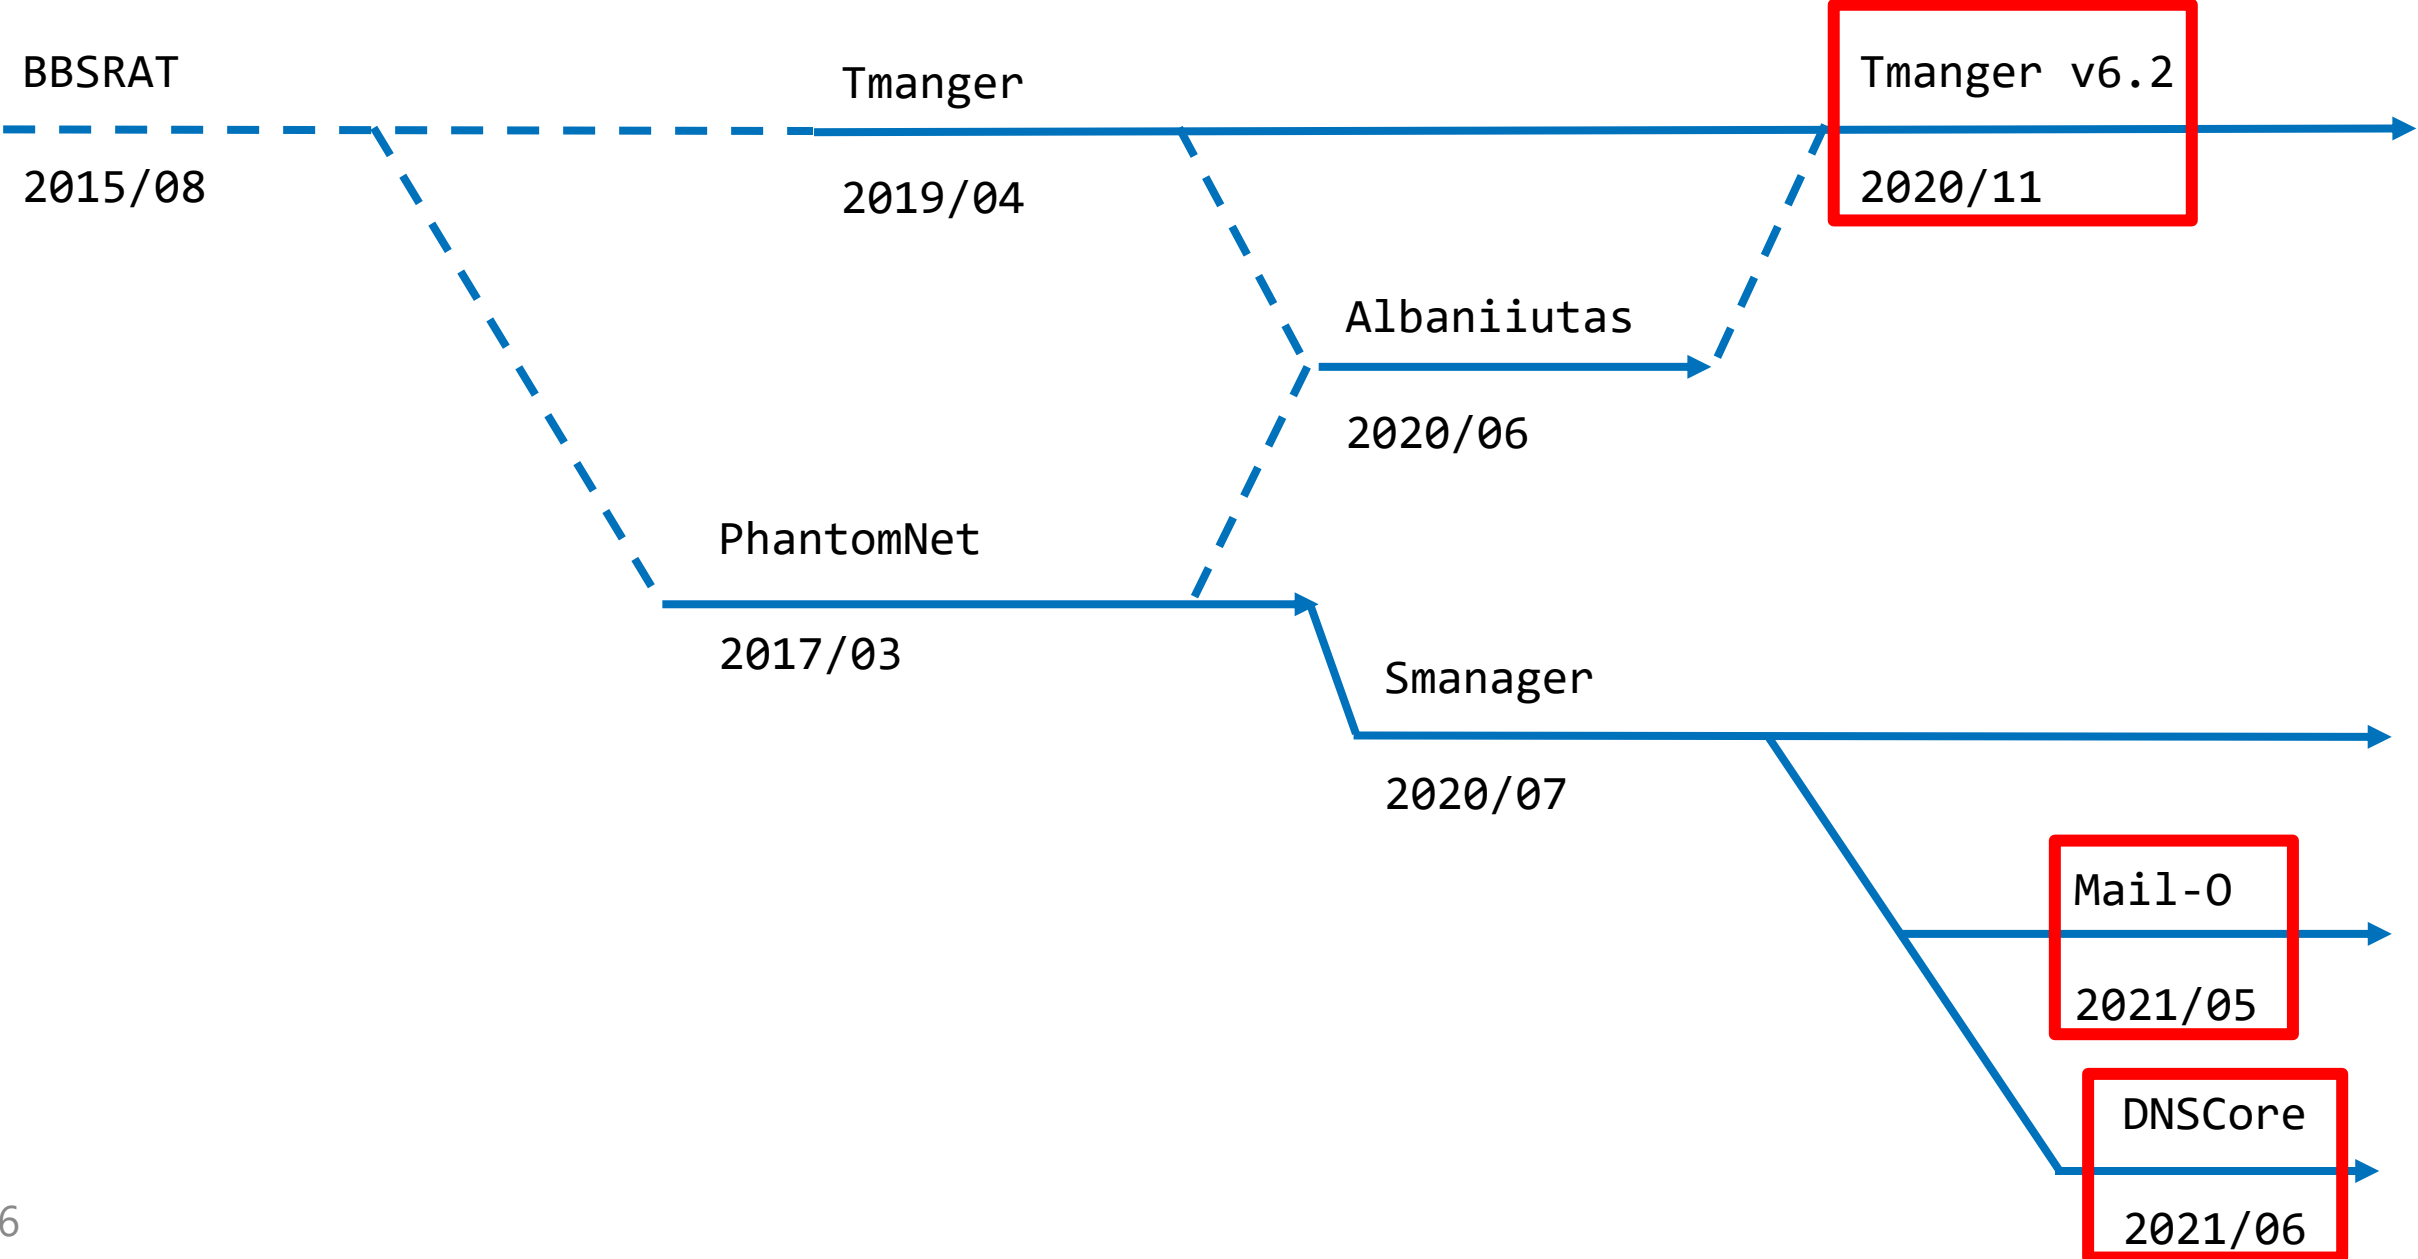 BBSRAT
2015/08
Tmanger
2019/04
Tmanger v6.2
2020/11
Albaniiutas
2020/06
PhantomNet
2017/03
Smanager
2020/07
Mail-O
2021/05
DNSCore
2021/06
6